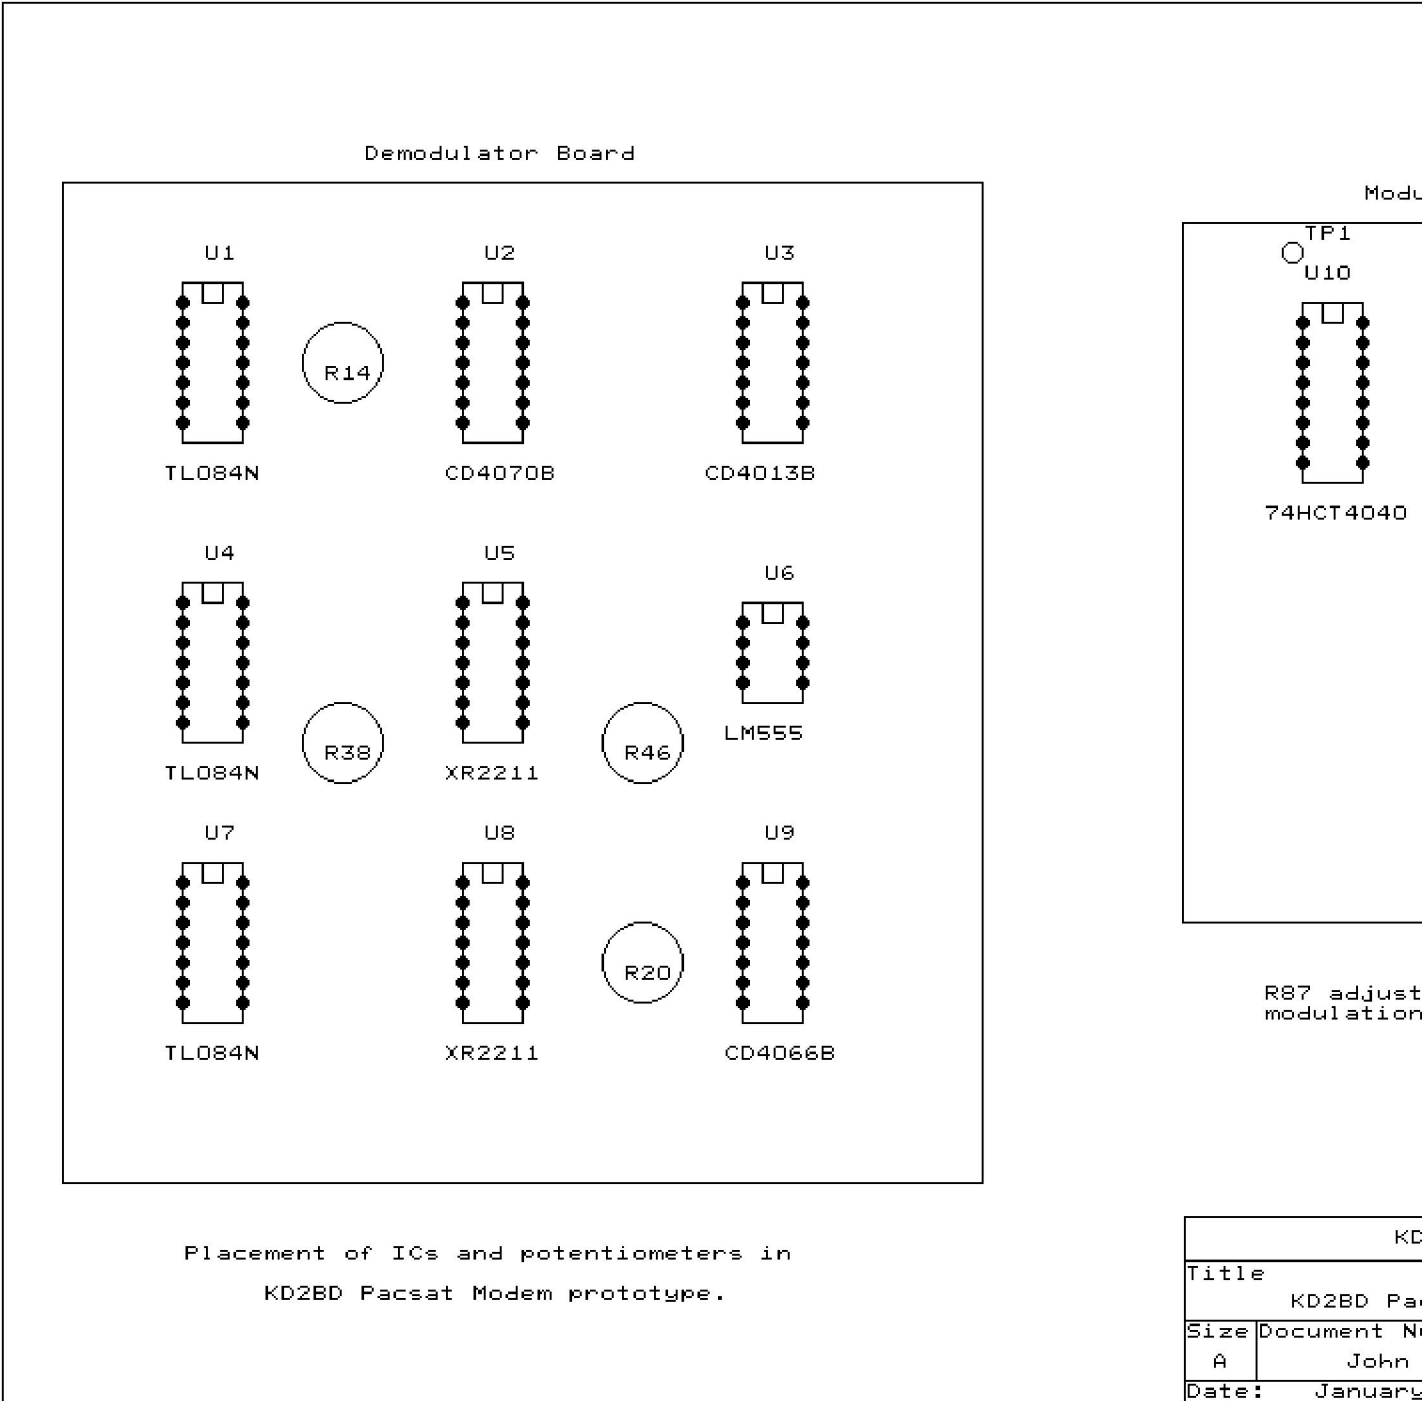 Demodulator Board
U1 U2 U3
R14
TL084N CD4070B CD4013B
U4 U5 U6
R38 R46 LM555
TL084N XR2211
U7 U8 U9
R20
TL084N XR2211 CD4066B
Placement of ICs and potentiometers in
KD2BD Pacsat Modem prototype.
TP1
U10
74HCT4040
R87 adjust
modulation
Title
KD2BD
Size Document
A John
Date: January